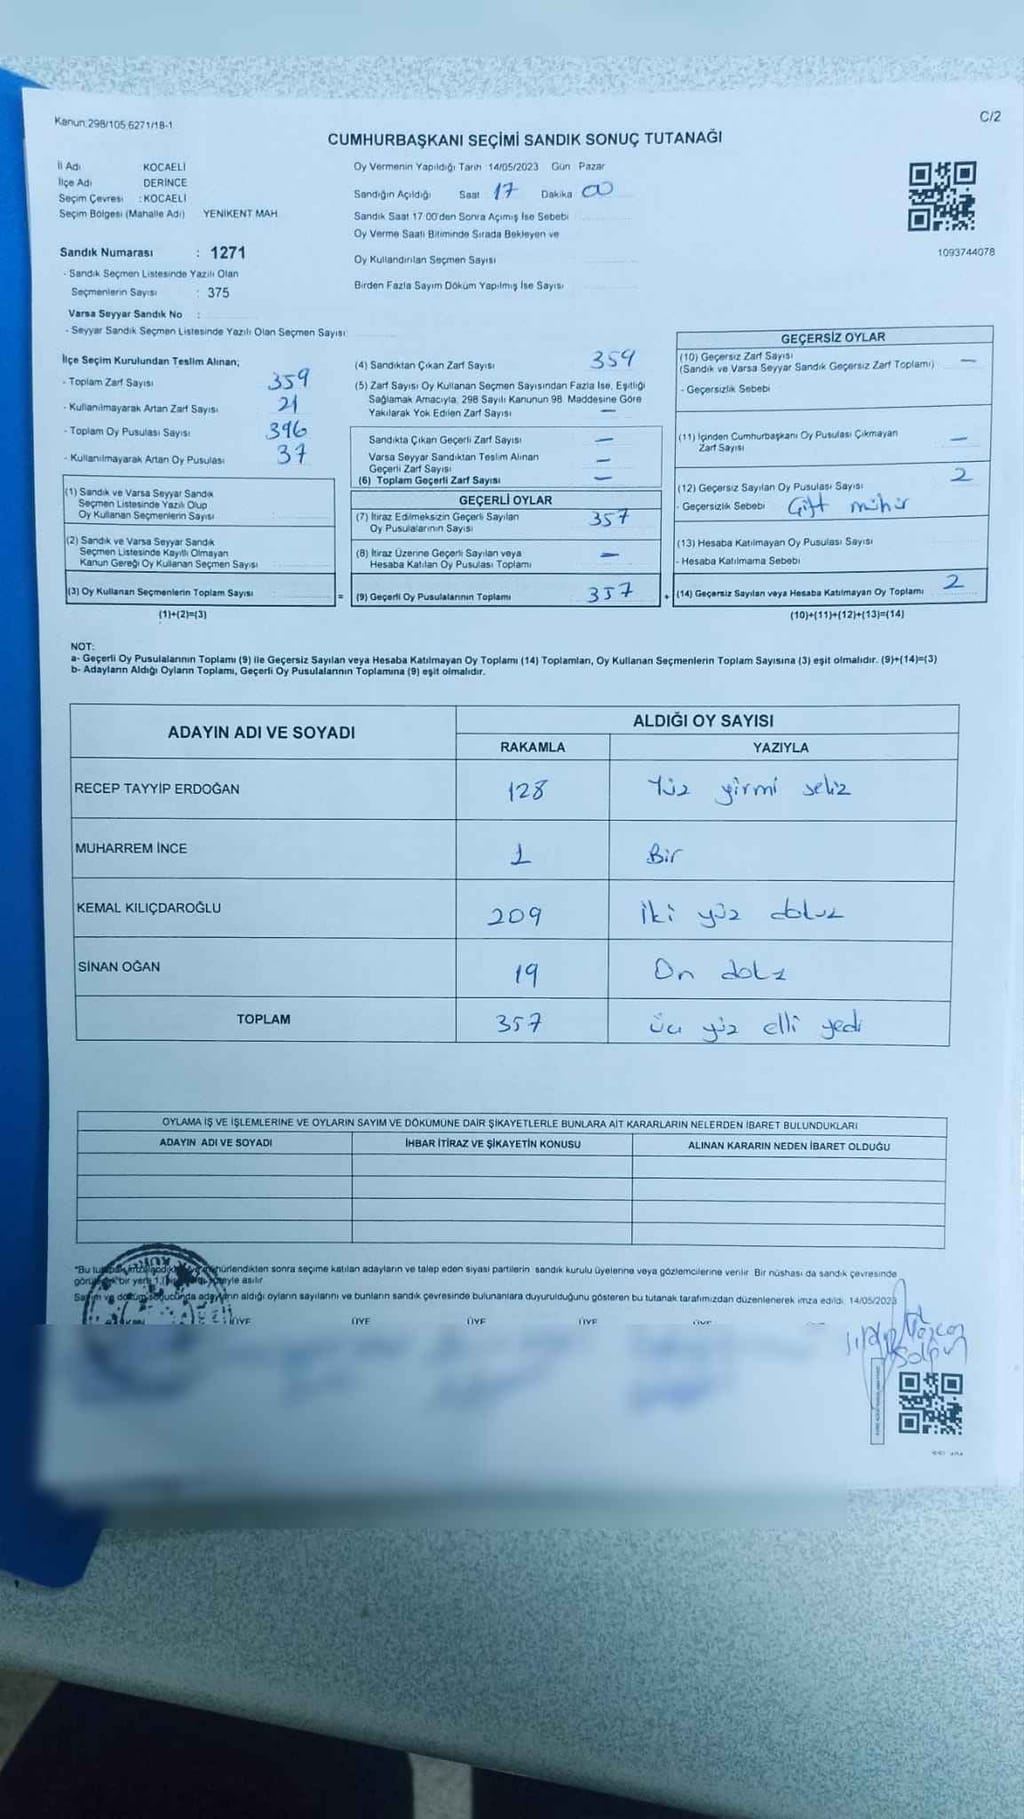 Kanun:298/105,6271/18-1
C/2
CUMHURBAŞKANI SEÇİMİ SANDIK SONUÇ TUTANAĞI
İl Adı KOCAELİ
İlçe Adı DERİNCE
Seçim Çevresi : KOCAELİ
Seçim Bölgesi (Mahalle Adı) YENİKENT MAH.
Oy Vermenin Yapıldığı Tarih 14/05/2023 Gün Pazar
Sandığın Açıldığı Saat 17 Dakika 00
Sandık Saat 17 00'den Sonra Açımış İse Sebebi
Oy Verme Saati Bitiminde Sırada Bekleyen ve
Oy Kullandırılan Seçmen Sayısı
Birden Fazla Sayım Döküm Yapılmış İse Sayısı
1093744078
Sandık Numarası : 1271
- Sandık Seçmen Listesinde Yazılı Olan
Seçmenlerin Sayısı : 375
Varsa Seyyar Sandık No :
- Seyyar Sandık Seçmen Listesinde Yazılı Olan Seçmen Sayısı:
İlçe Seçim Kurulundan Teslim Alınan;
- Toplam Zarf Sayısı 359
- Kullanılmayarak Artan Zarf Sayısı 21
- Toplam Oy Pusulası Sayısı 396
- Kullanılmayarak Artan Oy Pusulası 37
(1) Sandık ve Varsa Seyyar Sandık
Seçmen Listesinde Yazılı Olup
Oy Kullanan Seçmenlerin Sayısı
(2) Sandık ve Varsa Seyyar Sandık
Seçmen Listesinde Kayıtlı Olmayan
Kanun Gereği Oy Kullanan Seçmen Sayısı
(3) Oy Kullanan Seçmenlerin Toplam Sayısı
(1)+(2)=(3)
(4) Sandıktan Çıkan Zarf Sayısı 359
(5) Zarf Sayısı Oy Kullanan Seçmen Sayısından Fazla İse, Eşitliği
Sağlamak Amacıyla, 298 Sayılı Kanunun 98. Maddesine Göre
Yakılarak Yok Edilen Zarf Sayısı —
Sandıkta Çıkan Geçerli Zarf Sayısı —
Varsa Seyyar Sandıktan Teslim Alınan
Geçerli Zarf Sayısı —
(6) Toplam Geçerli Zarf Sayısı —
GEÇERLİ OYLAR
(7) İtiraz Edilmeksizin Geçerli Sayılan
Oy Pusulalarının Sayısı 357
(8) İtiraz Üzerine Geçerli Sayılan veya
Hesaba Katılan Oy Pusulası Toplamı —
= (9) Geçerli Oy Pusulalarının Toplamı 357
GEÇERSİZ OYLAR
(10) Geçersiz Zarf Sayısı —
(Sandık ve Varsa Seyyar Sandık Geçersiz Zarf Toplamı)
- Geçersizlik Sebebi
(11) İçinden Cumhurbaşkanı Oy Pusulası Çıkmayan
Zarf Sayısı —
(12) Geçersiz Sayılan Oy Pusulası Sayısı 2
- Geçersizlik Sebebi Çift mühür
(13) Hesaba Katılmayan Oy Pusulası Sayısı
- Hesaba Katılmama Sebebi
+ (14) Geçersiz Sayılan veya Hesaba Katılmayan Oy Toplamı 2
(10)+(11)+(12)+(13)=(14)
NOT:
a- Geçerli Oy Pusulalarının Toplamı (9) ile Geçersiz Sayılan veya Hesaba Katılmayan Oy Toplamı (14) Toplamları, Oy Kullanan Seçmenlerin Toplam Sayısına (3) eşit olmalıdır. (9)+(14)=(3)
b- Adayların Aldığı Oyların Toplamı, Geçerli Oy Pusulalarının Toplamına (9) eşit olmalıdır.
ADAYIN ADI VE SOYADI ALDIĞI OY SAYISI
RAKAMLA YAZIYLA
RECEP TAYYİP ERDOĞAN 128 Yüz yirmi sekiz
MUHARREM İNCE 1 Bir
KEMAL KILIÇDAROĞLU 209 İki yüz dokuz
SİNAN OĞAN 19 On dokz
TOPLAM 357 üç yüz elli yedi
OYLAMA İŞ VE İŞLEMLERİNE VE OYLARIN SAYIM VE DÖKÜMÜNE DAİR ŞİKAYETLERLE BUNLARA AİT KARARLARIN NELERDEN İBARET BULUNDUKLARI
ADAYIN ADI VE SOYADI İHBAR İTİRAZ VE ŞİKAYETİN KONUSU ALINAN KARARIN NEDEN İBARET OLDUĞU
*Bu mühürlendikten sonra seçime katılan adayların ve talep eden siyasi partilerin sandık kurulu üyelerine veya gözlemcilerine verilir. Bir nüshası da sandık çevresinde
bir yere asılır
Sayım ve döküm sonucunda adayların aldığı oyların sayılarını ve bunların sandık çevresinde bulunanlara duyurulduğunu gösteren bu tutanak tarafımızdan düzenlenerek imza edildi. 14/05/2023
ÜYE ÜYE ÜYE ÜYE ÜYE